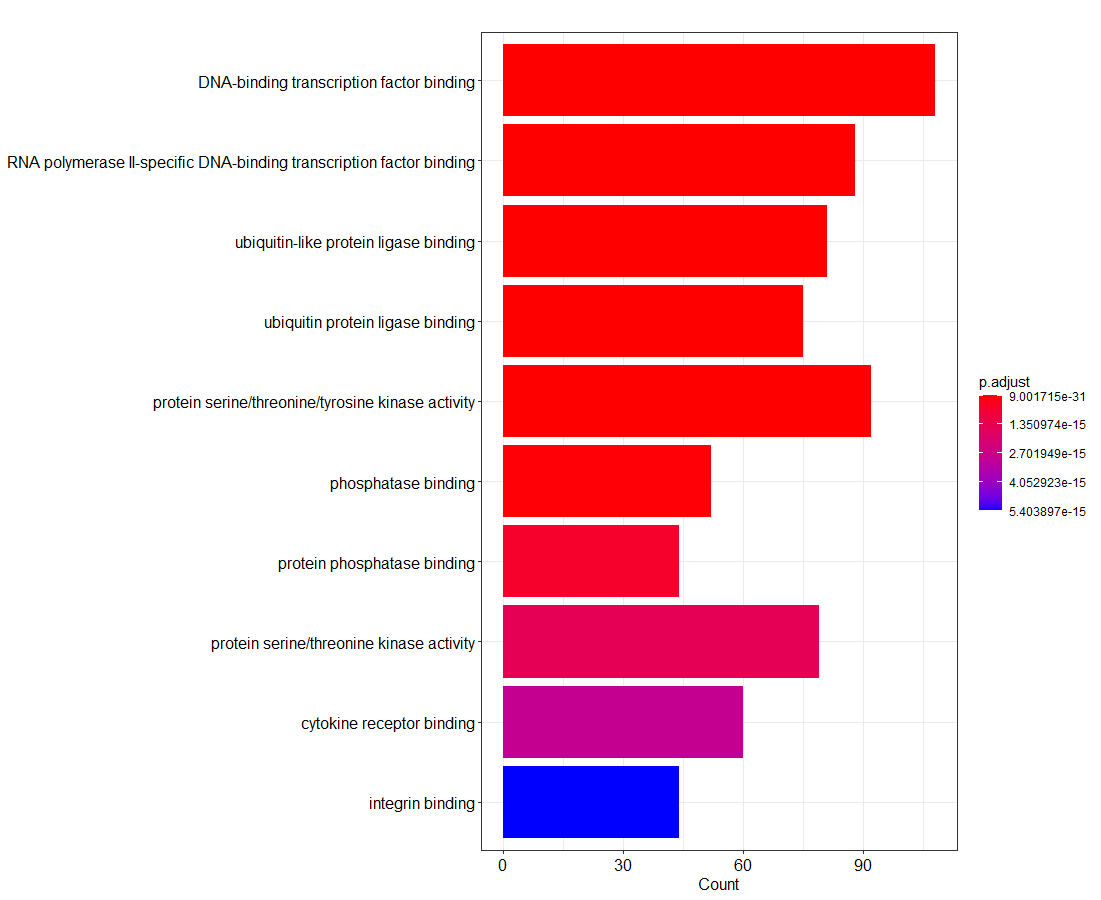 DNA-binding transcription factor binding
RNA polymerase II-specific DNA-binding transcription factor binding
ubiquitin-like protein ligase binding
ubiquitin protein ligase binding
protein serine/threonine/tyrosine kinase activity
phosphatase binding
protein phosphatase binding
protein serine/threonine kinase activity
cytokine receptor binding
integrin binding
0 30 60 90
Count
p.adjust
9.001715e-31
1.350974e-15
2.701949e-15
4.052923e-15
5.403897e-15